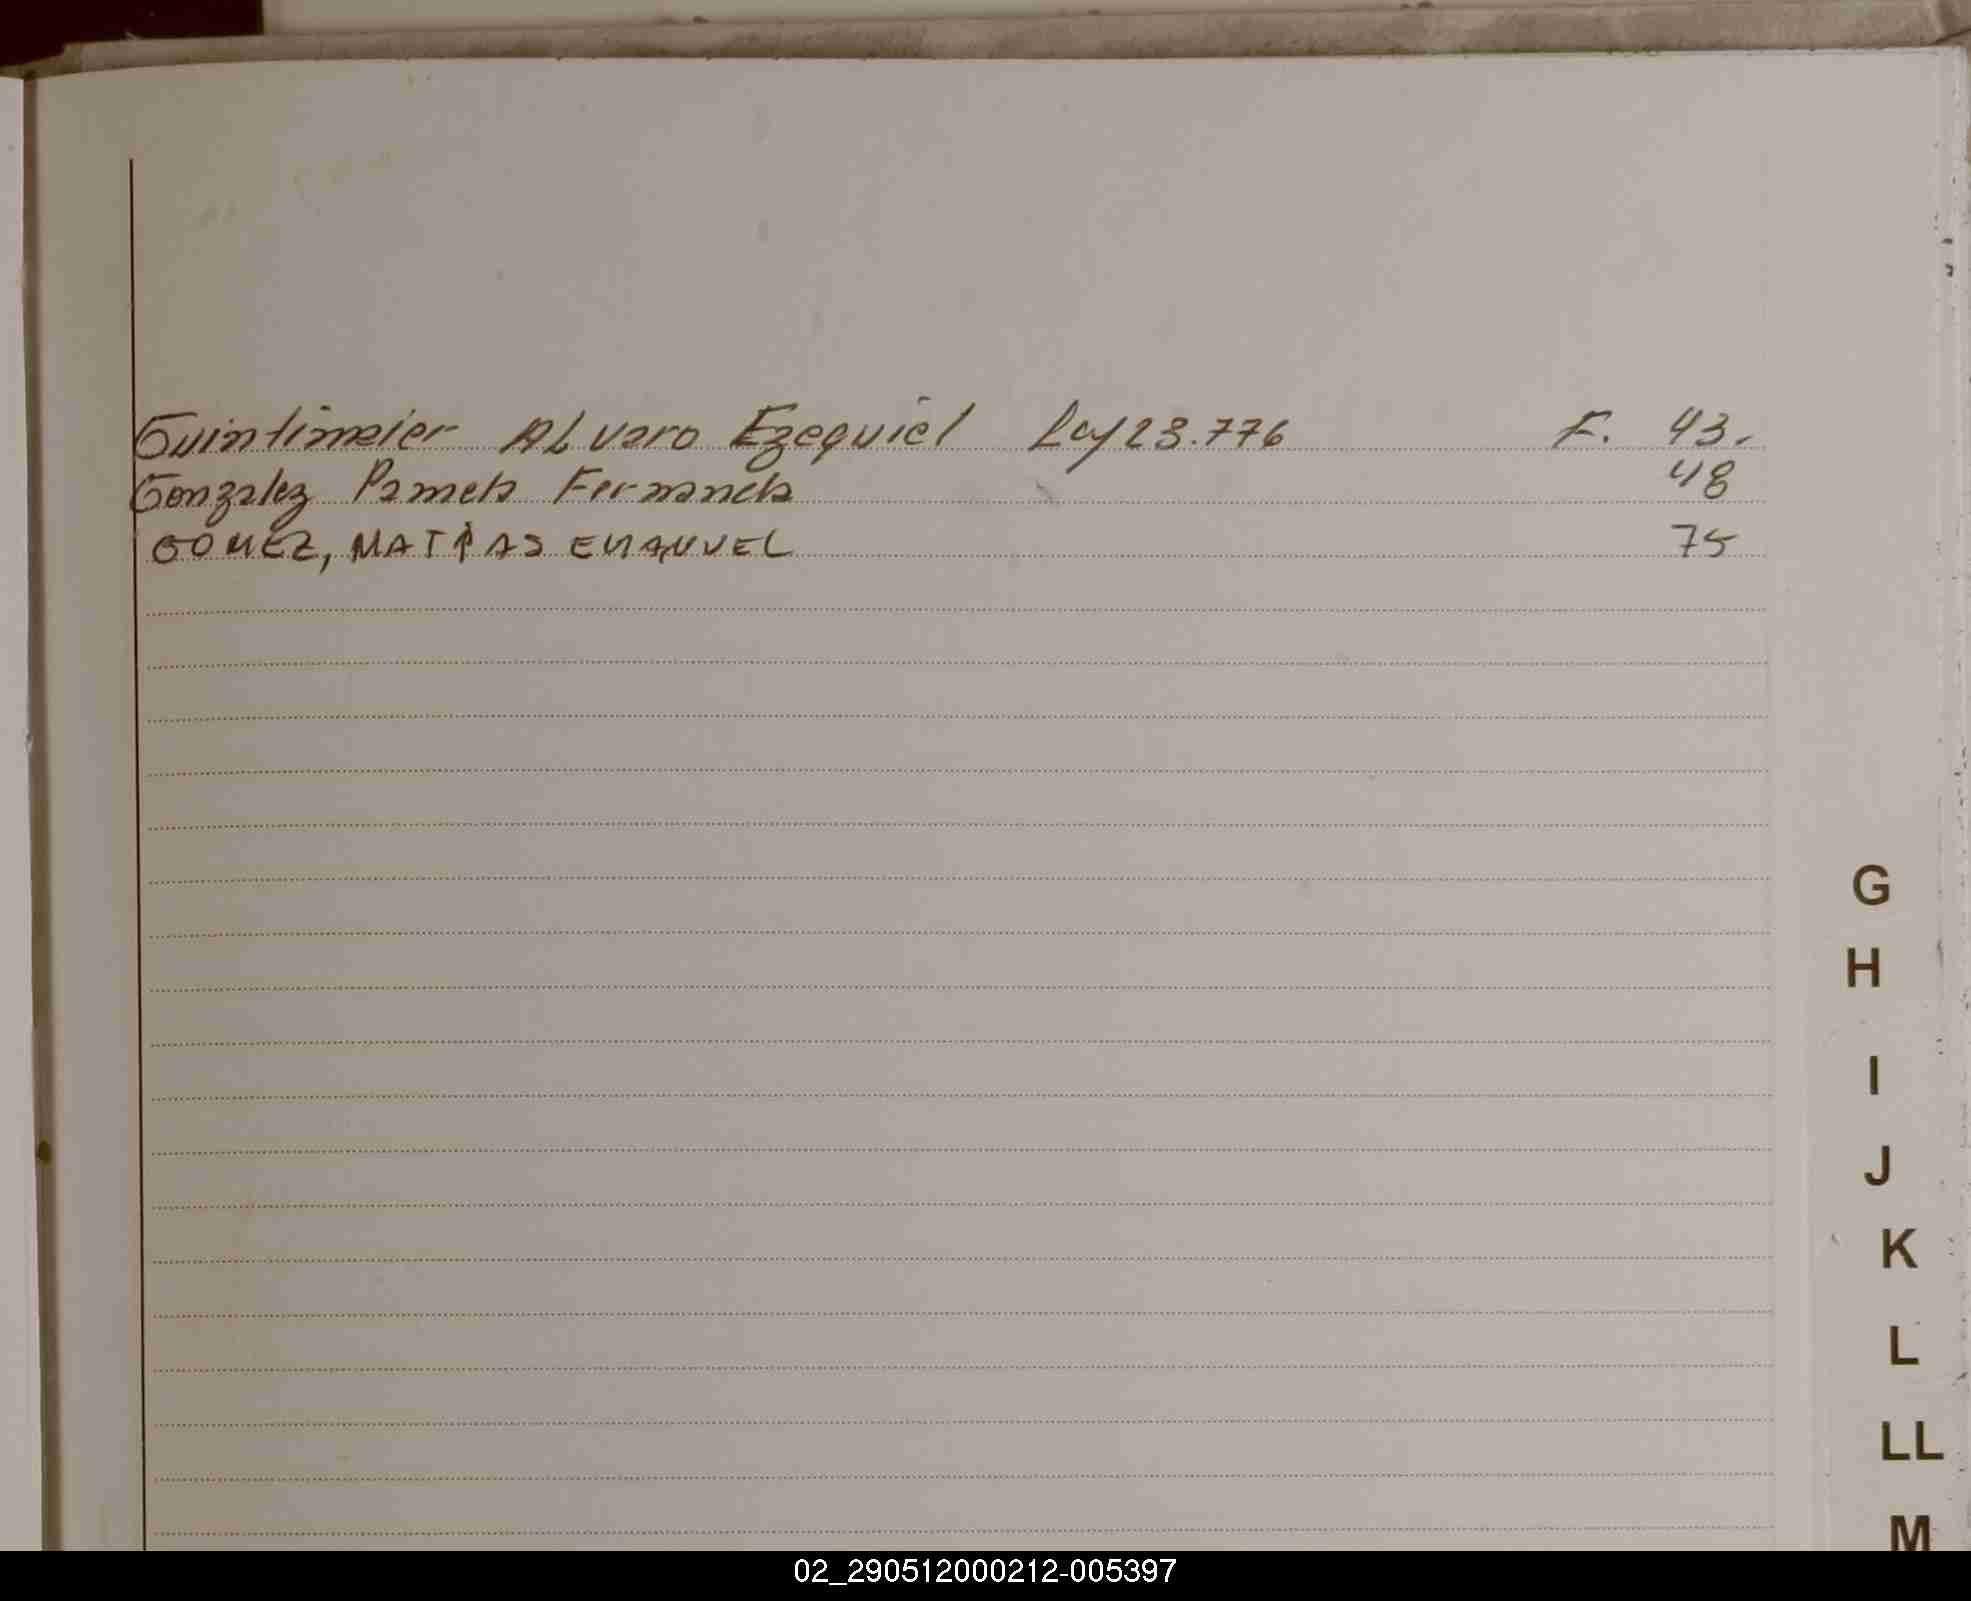 Guintimeier ALvaro Ezequiel Ley 23.776 F. 43.
Gonzalez Pamela Fernanda 48
GOMEZ, MATIAS EMANUEL 75
G
H
I
J
K
L
LL
M
02_290512000212-005397